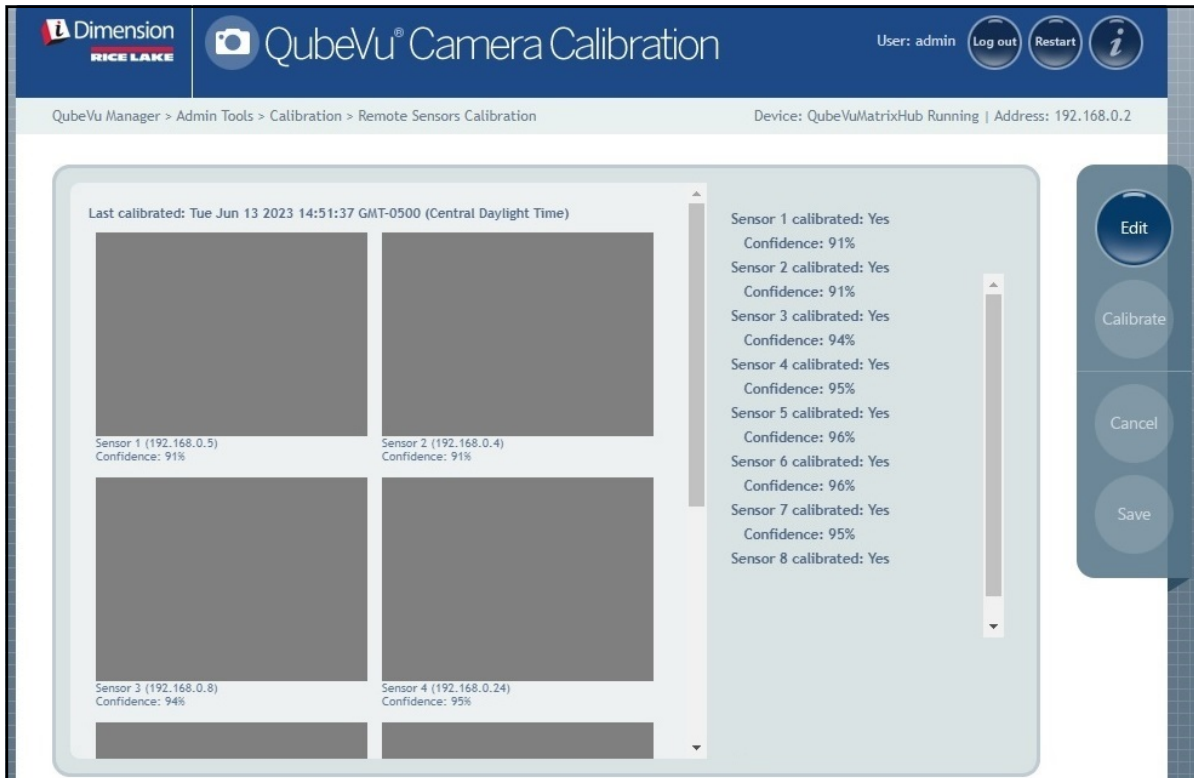 iDimension
RICE LAKE
QubeVu® Camera Calibration
User: admin
Log out
Restart
i
QubeVu Manager > Admin Tools > Calibration > Remote Sensors Calibration
Device: QubeVuMatrixHub Running | Address: 192.168.0.2
Last calibrated: Tue Jun 13 2023 14:51:37 GMT-0500 (Central Daylight Time)
Sensor 1 (192.168.0.5)
Confidence: 91%
Sensor 2 (192.168.0.4)
Confidence: 91%
Sensor 3 (192.168.0.8)
Confidence: 94%
Sensor 4 (192.168.0.24)
Confidence: 95%
Sensor 1 calibrated: Yes
Confidence: 91%
Sensor 2 calibrated: Yes
Confidence: 91%
Sensor 3 calibrated: Yes
Confidence: 94%
Sensor 4 calibrated: Yes
Confidence: 95%
Sensor 5 calibrated: Yes
Confidence: 96%
Sensor 6 calibrated: Yes
Confidence: 96%
Sensor 7 calibrated: Yes
Confidence: 95%
Sensor 8 calibrated: Yes
Edit
Calibrate
Cancel
Save